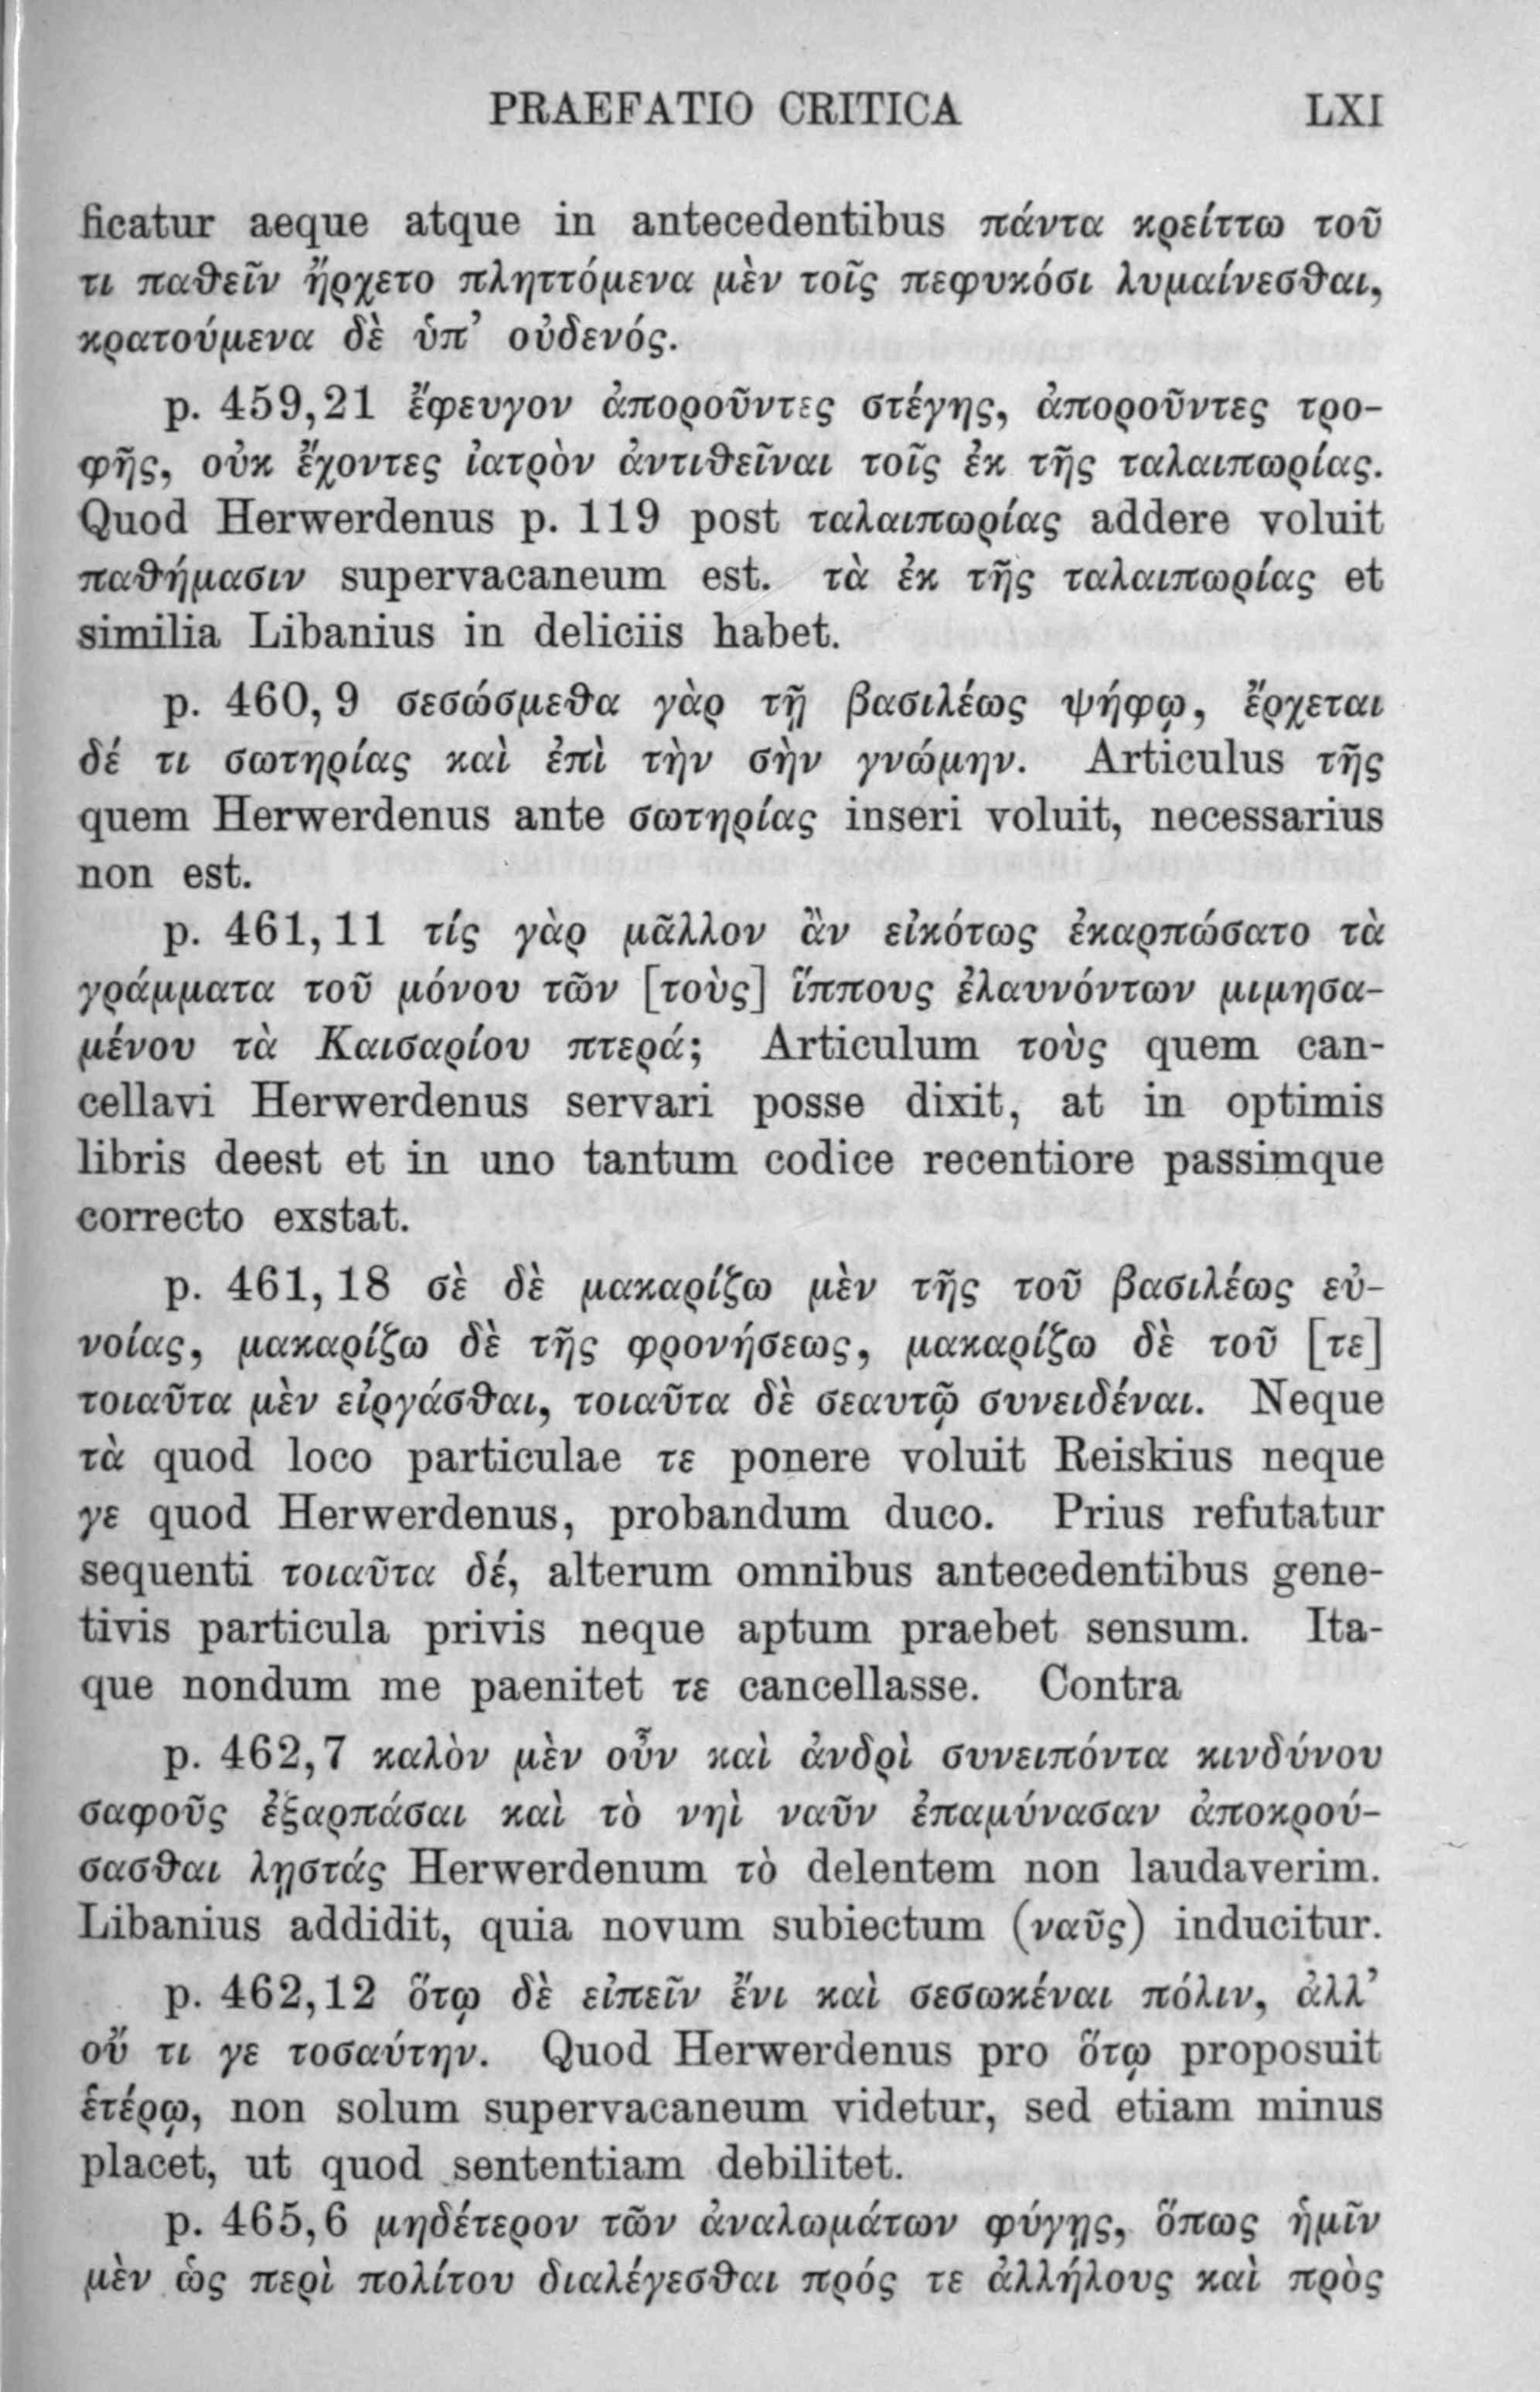 PRAEFATIO CRITICA LXI
ficatur aeque atque in antecedentibus πάντα κρείττω τοῦ
τι παθεῖν ἤρχετο πληττόμενα μὲν τοῖς πεφυκόσι λυμαίνεσθαι,
κρατούμενα δὲ ὑπ’ οὐδενός.
p. 459,21 ἔφευγον ἀποροῦντες στέγης, ἀποροῦντες τρο-
φῆς, οὐκ ἔχοντες ἰατρὸν ἀντιθεῖναι τοῖς ἐκ τῆς ταλαιπωρίας.
Quod Herwerdenus p. 119 post ταλαιπωρίας addere voluit
παθήμασιν supervacaneum est. τὰ ἐκ τῆς ταλαιπωρίας et
similia Libanius in deliciis habet.
p. 460, 9 σεσώσμεθα γὰρ τῇ βασιλέως ψήφῳ, ἔρχεται
δέ τι σωτηρίας καὶ ἐπὶ τὴν σὴν γνώμην. Articulus τῆς
quem Herwerdenus ante σωτηρίας inseri voluit, necessarius
non est.
p. 461, 11 τίς γὰρ μᾶλλον ἂν εἰκότως ἐκαρπώσατο τὰ
γράμματα τοῦ μόνου τῶν [τοὺς] ἵππους ἐλαυνόντων μιμησα-
μένου τὰ Καισαρίου πτερά; Articulum τοὺς quem can-
cellavi Herwerdenus servari posse dixit, at in optimis
libris deest et in uno tantum codice recentiore passimque
correcto exstat.
p. 461, 18 σὲ δὲ μακαρίζω μὲν τῆς τοῦ βασιλέως εὐ-
νοίας, μακαρίζω δὲ τῆς φρονήσεως, μακαρίζω δὲ τοῦ [τε]
τοιαῦτα μὲν εἰργάσθαι, τοιαῦτα δὲ σεαυτῷ συνειδέναι. Neque
τὰ quod loco particulae τε ponere voluit Reiskius neque
γε quod Herwerdenus, probandum duco. Prius refutatur
sequenti τοιαῦτα δέ, alterum omnibus antecedentibus gene-
tivis particula privis neque aptum praebet sensum. Ita-
que nondum me paenitet τε cancellasse. Contra
p. 462,7 καλὸν μὲν οὖν καὶ ἀνδρὶ συνειπόντα κινδύνου
σαφοῦς ἐξαρπάσαι καὶ τὸ νηὶ ναῦν ἐπαμύνασαν ἀποκρού-
σασθαι λῃστάς Herwerdenum τὸ delentem non laudaverim.
Libanius addidit, quia novum subiectum (ναῦς) inducitur.
p. 462,12 ὅτῳ δὲ εἰπεῖν ἔνι καὶ σεσωκέναι πόλιν, ἀλλ’
οὔ τι γε τοσαύτην. Quod Herwerdenus pro ὅτῳ proposuit
ἑτέρῳ, non solum supervacaneum videtur, sed etiam minus
placet, ut quod sententiam debilitet.
p. 465,6 μηδέτερον τῶν ἀναλωμάτων φύγῃς, ὅπως ἡμῖν
μὲν ὡς περὶ πολίτου διαλέγεσθαι πρός τε ἀλλήλους καὶ πρὸς